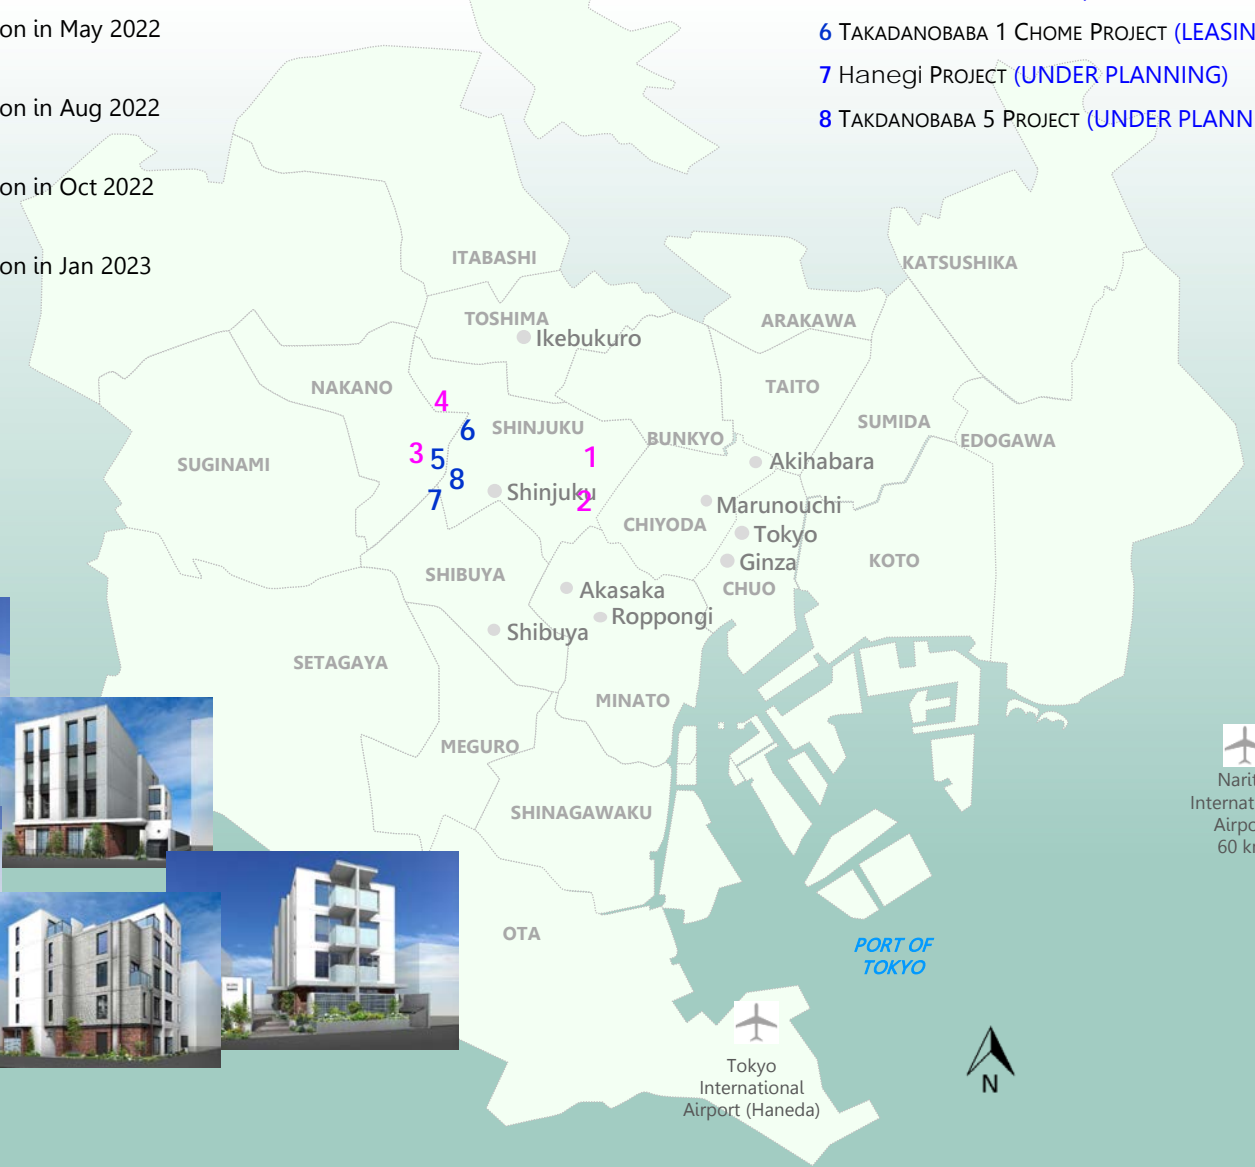 on in May 2022
on in Aug 2022
on in Oct 2022
on in Jan 2023
6 TAKADANOBABA 1 CHOME PROJECT (LEASIN
7 Hanegi PROJECT (UNDER PLANNING)
8 TAKDANOBABA 5 PROJECT (UNDER PLANN
ITABASHI
KATSUSHIKA
TOSHIMA
ARAKAWA
Ikebukuro
NAKANO
TAITO
4
SUMIDA
6
SHINJUKU
BUNKYO
EDOGAWA
3
5
1
SUGINAMI
Akihabara
8
Shinjuku
7
2
Marunouchi
CHIYODA
Tokyo
Ginza
KOTO
SHIBUYA
Akasaka
CHUO
Roppongi
Shibuya
SETAGAYA
MINATO
MEGURO
SHINAGAWAKU
Narit
Internat
Airpo
60 k
OTA
PORT OF
TOKYO
Tokyo
International
Airport (Haneda)
N